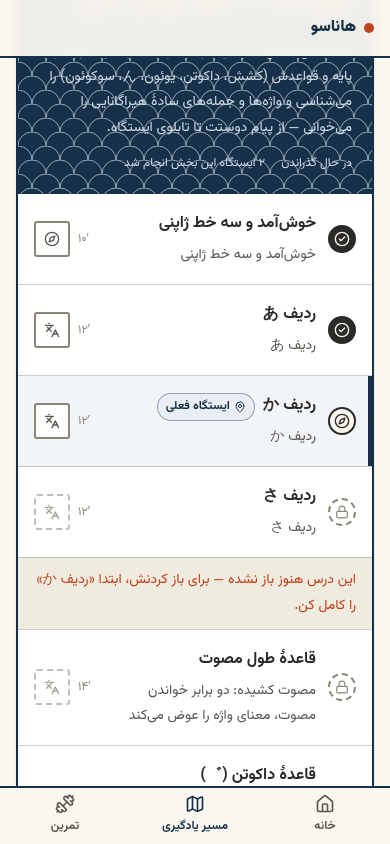 هاناسو
پایه و قواعدش (کشش، داکوتن، یوئون، ん، سوکوئون) را
می‌شناسی و واژه‌ها و جمله‌های سادهٔ هیراگانایی را
می‌خوانی — از پیام دوستت تا تابلوی ایستگاه.
در حال گذراندن ۲ ایستگاه این بخش انجام شد
خوش‌آمد و سه خط ژاپنی
خوش‌آمد و سه خط ژاپنی
۱۰′
ردیف あ
ردیف あ
۱۲′
ردیف か ایستگاه فعلی
ردیف か
۱۲′
ردیف さ
ردیف さ
۱۲′
این درس هنوز باز نشده — برای باز کردنش، ابتدا «ردیف か»
را کامل کن.
قاعدهٔ طول مصوت
مصوت کشیده: دو برابر خواندن
مصوت، معنای واژه را عوض می‌کند
۱۴′
قاعدهٔ داکوتن (゛)
خانه
مسیر یادگیری
تمرین